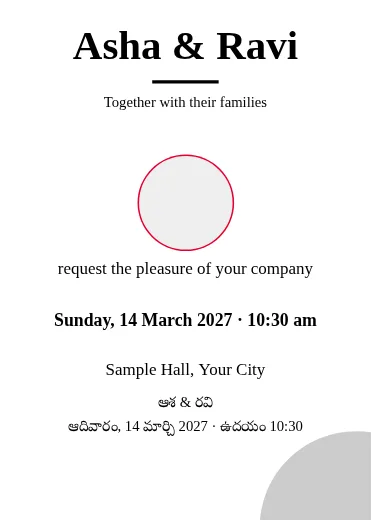 Asha & Ravi
Together with their families
request the pleasure of your company
Sunday, 14 March 2027 · 10:30 am
Sample Hall, Your City
ఆశ & రవి
ఆదివారం, 14 మార్చి 2027 · ఉదయం 10:30